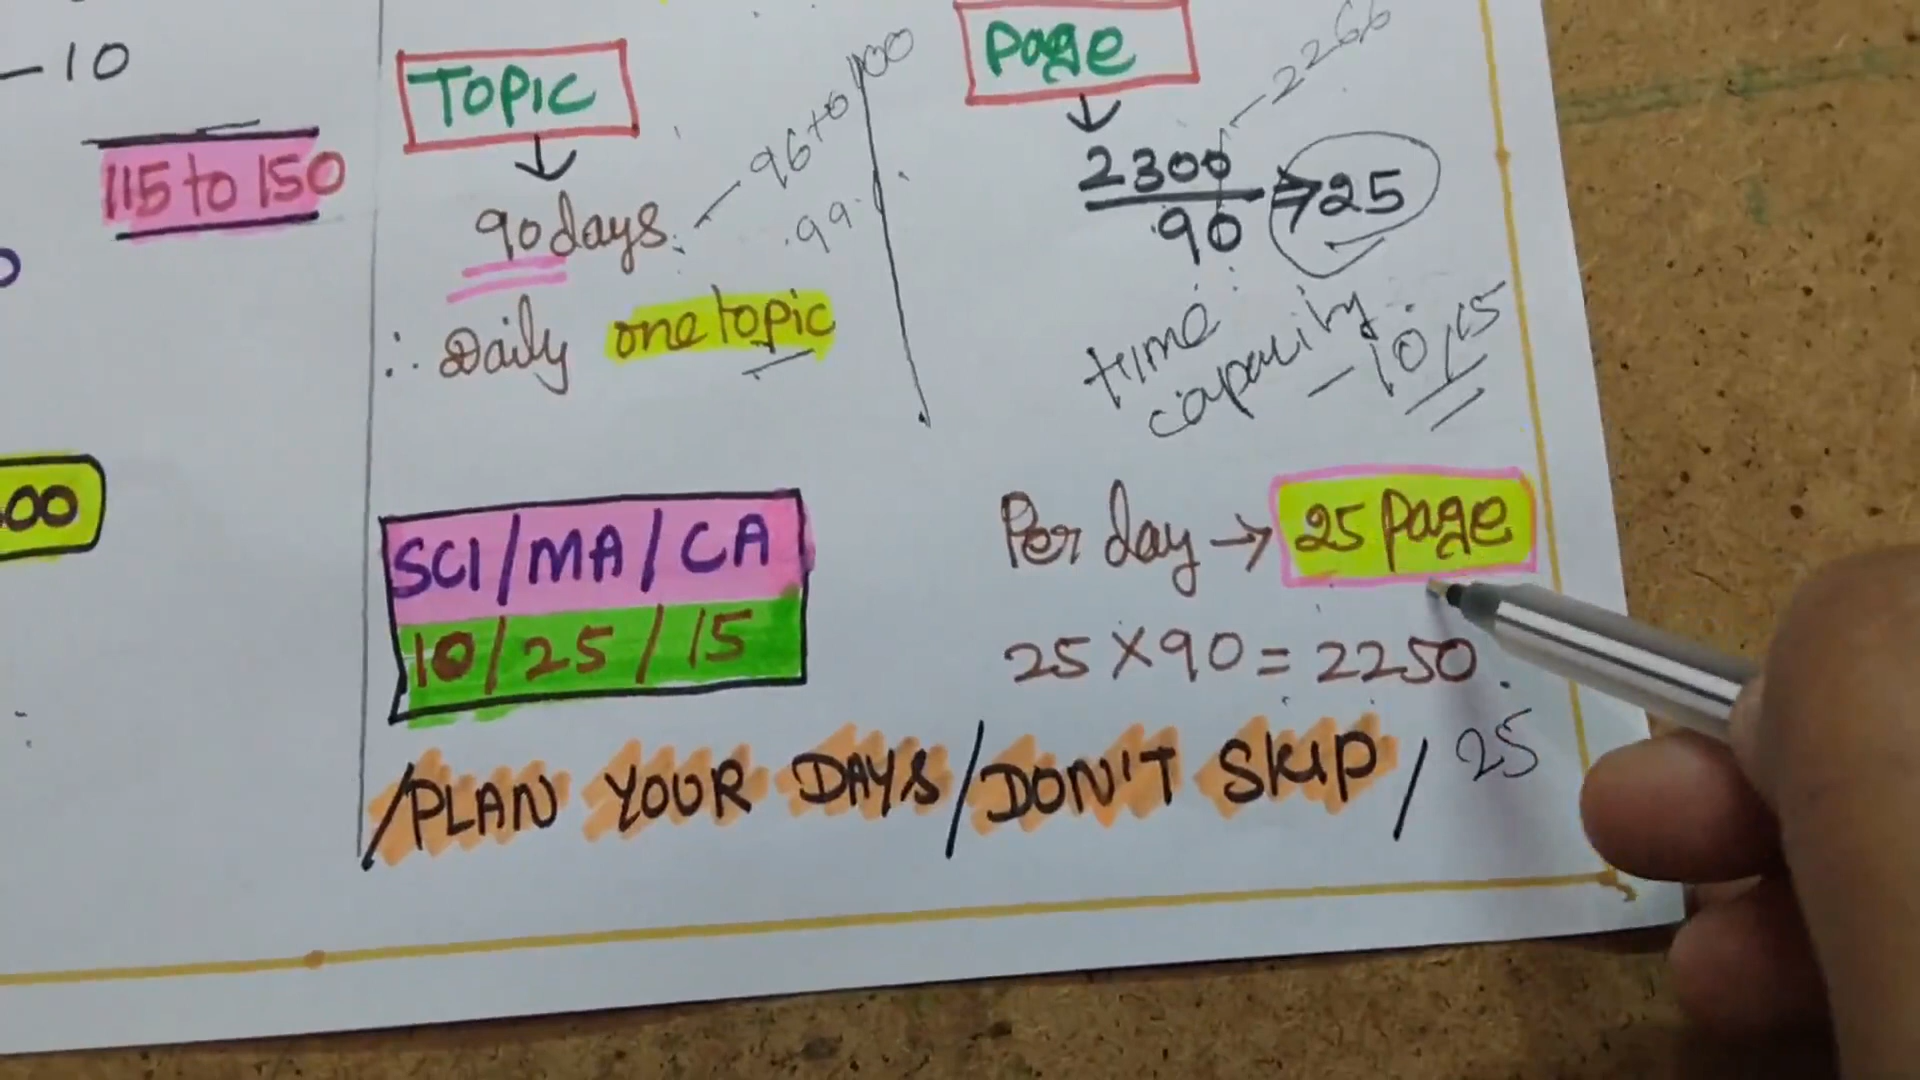 - 10
115 to 150
00
TOPIC
90 days. - 96 to 100
99.
∴ Daily one topic
Page
2300 - 2266
90 → 25
time
capacity
- 10/15
SCI/MA/CA
10/25/15
Per day → 25 Page
25 × 90 = 2250
/PLAN YOUR DAYS/DON'T SKIP/ 25